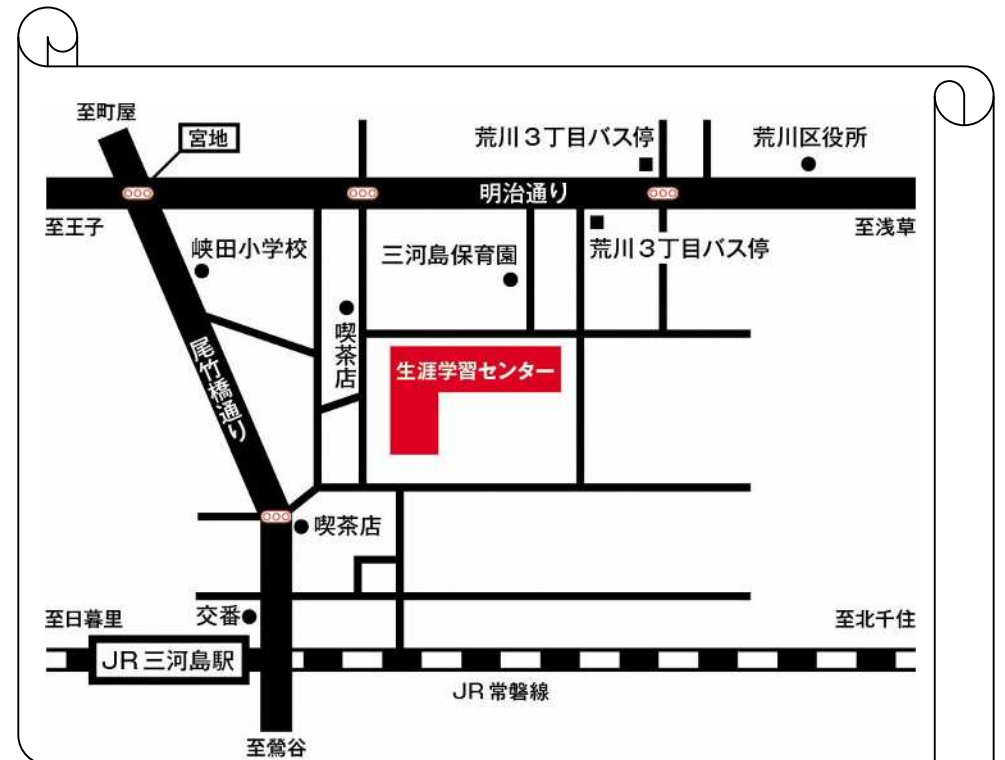 至町屋
宮地
荒川3丁目バス停
荒川区役所
明治通り
至王子
至浅草
峡田小学校
三河島保育園
荒川3丁目バス停
喫茶店
尾竹橋通り
生涯学習センター
喫茶店
至日暮里
交番
至北千住
JR三河島駅
JR常磐線
至鶯谷